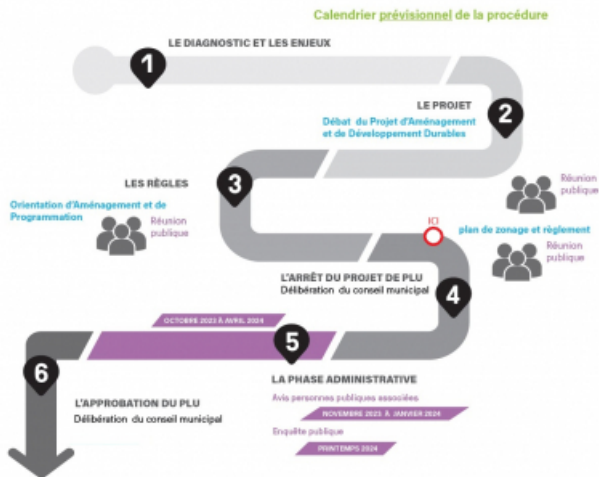 Calendrier prévisionnel de la procédure
LE DIAGNOSTIC ET LES ENJEUX
1
LE PROJET
2
Débat du Projet d'Aménagement
et de Développement Durables
Réunion
publique
LES RÈGLES
3
Orientation d'Aménagement et de
Programmation
Réunion
publique
ICI
plan de zonage et règlement
Réunion
publique
L'ARRÊT DU PROJET DE PLU
Délibération du conseil municipal
4
OCTOBRE 2023 À AVRIL 2024
5
LA PHASE ADMINISTRATIVE
Avis personnes publiques associées
NOVEMBRE 2023 À JANVIER 2024
Enquête publique
PRINTEMPS 2024
6
L'APPROBATION DU PLU
Délibération du conseil municipal